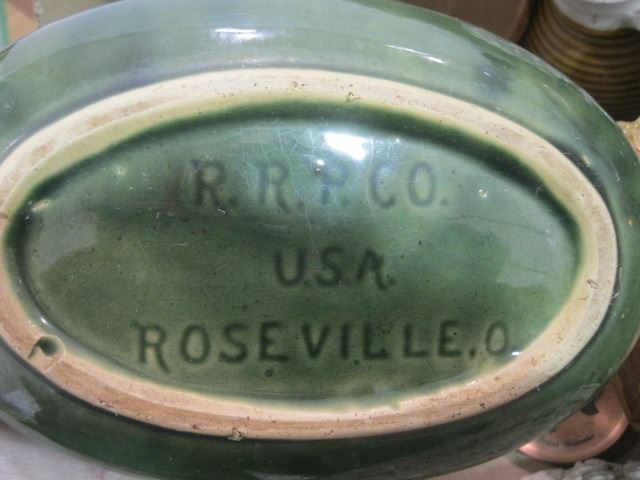 R. R. P. CO.
U.S.A.
ROSEVILLE, O.